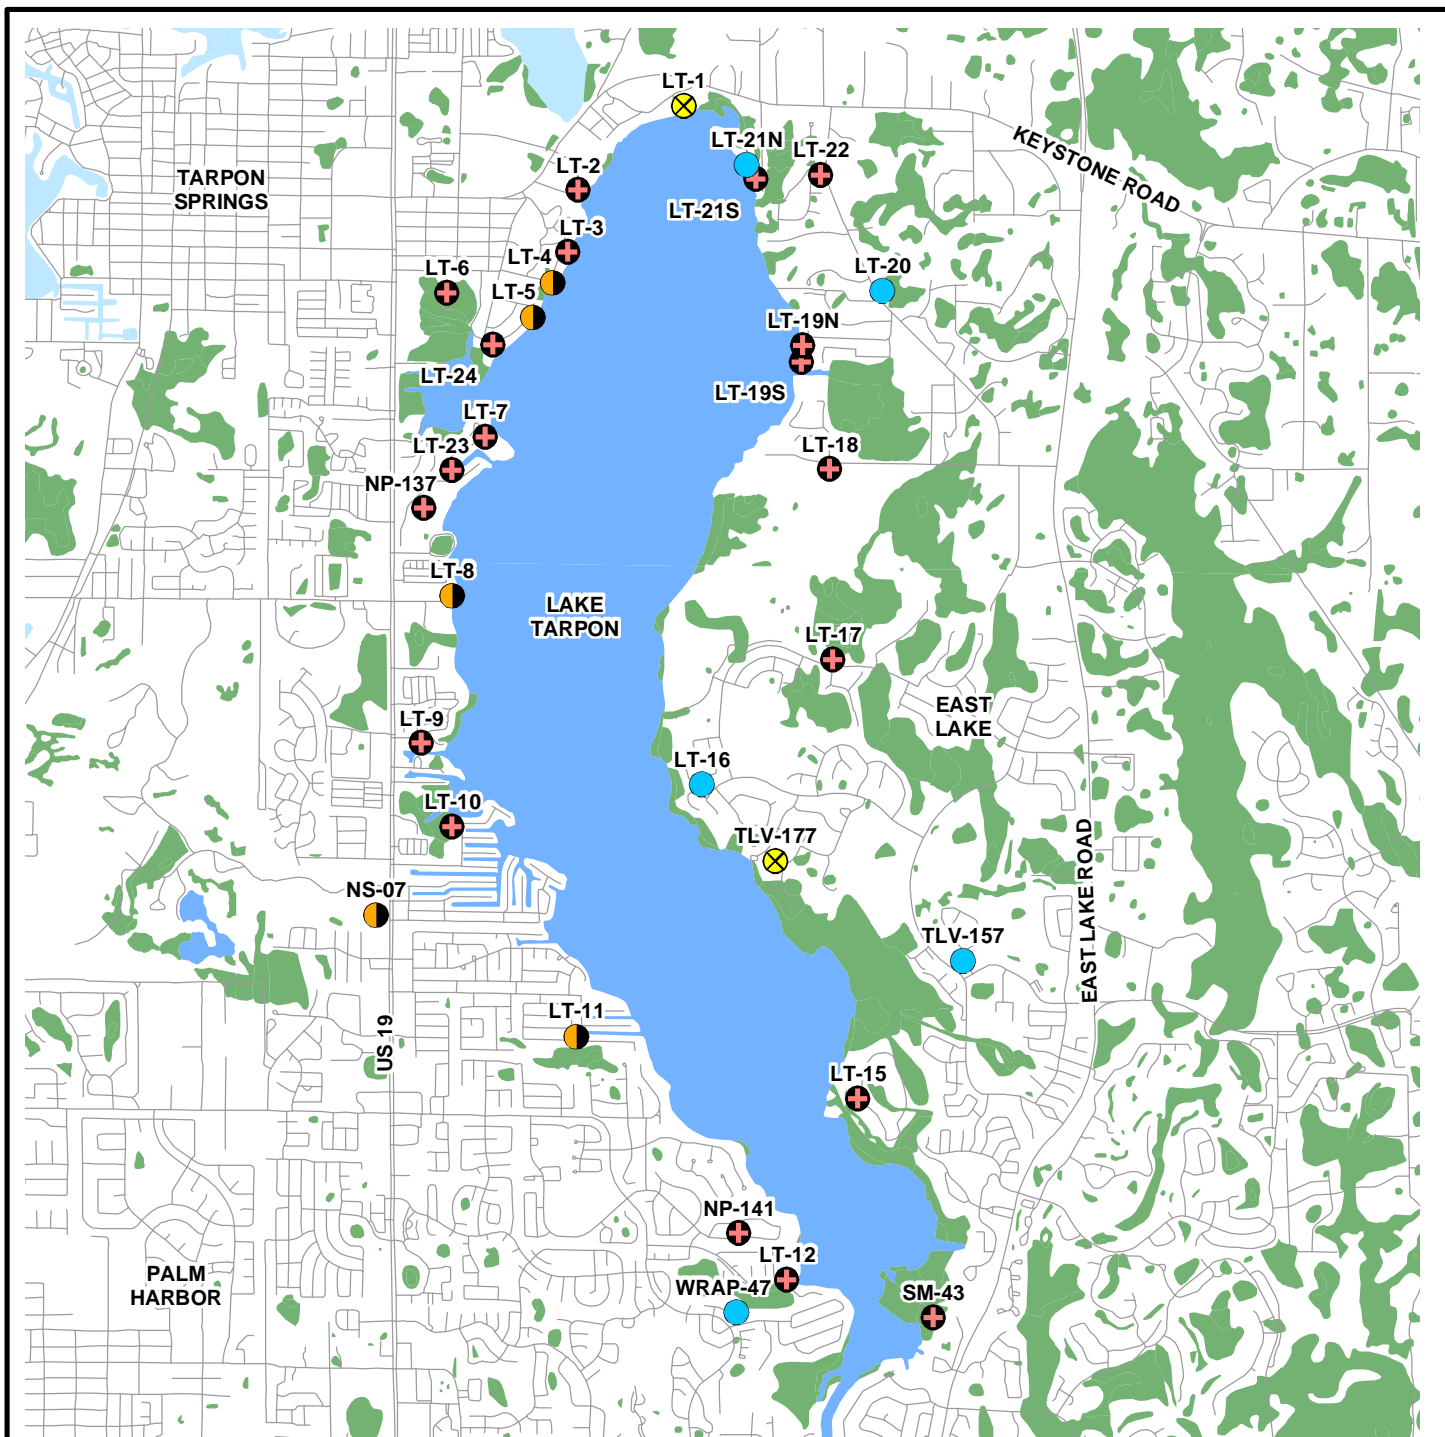 LT-1
LT-21N
LT-22
KEYSTONE ROAD
LT-2
TARPON
SPRINGS
LT-21S
LT-3
LT-4
LT-6
LT-20
LT-5
LT-19N
LT-24
LT-19S
LT-7
LT-23
LT-18
NP-137
LT-8
LAKE
TARPON
LT-17
EAST
LAKE
LT-9
LT-16
LT-10
TLV-177
EAST LAKE ROAD
NS-07
TLV-157
LT-11
US 19
LT-15
NP-141
LT-12
PALM
HARBOR
WRAP-47
SM-43